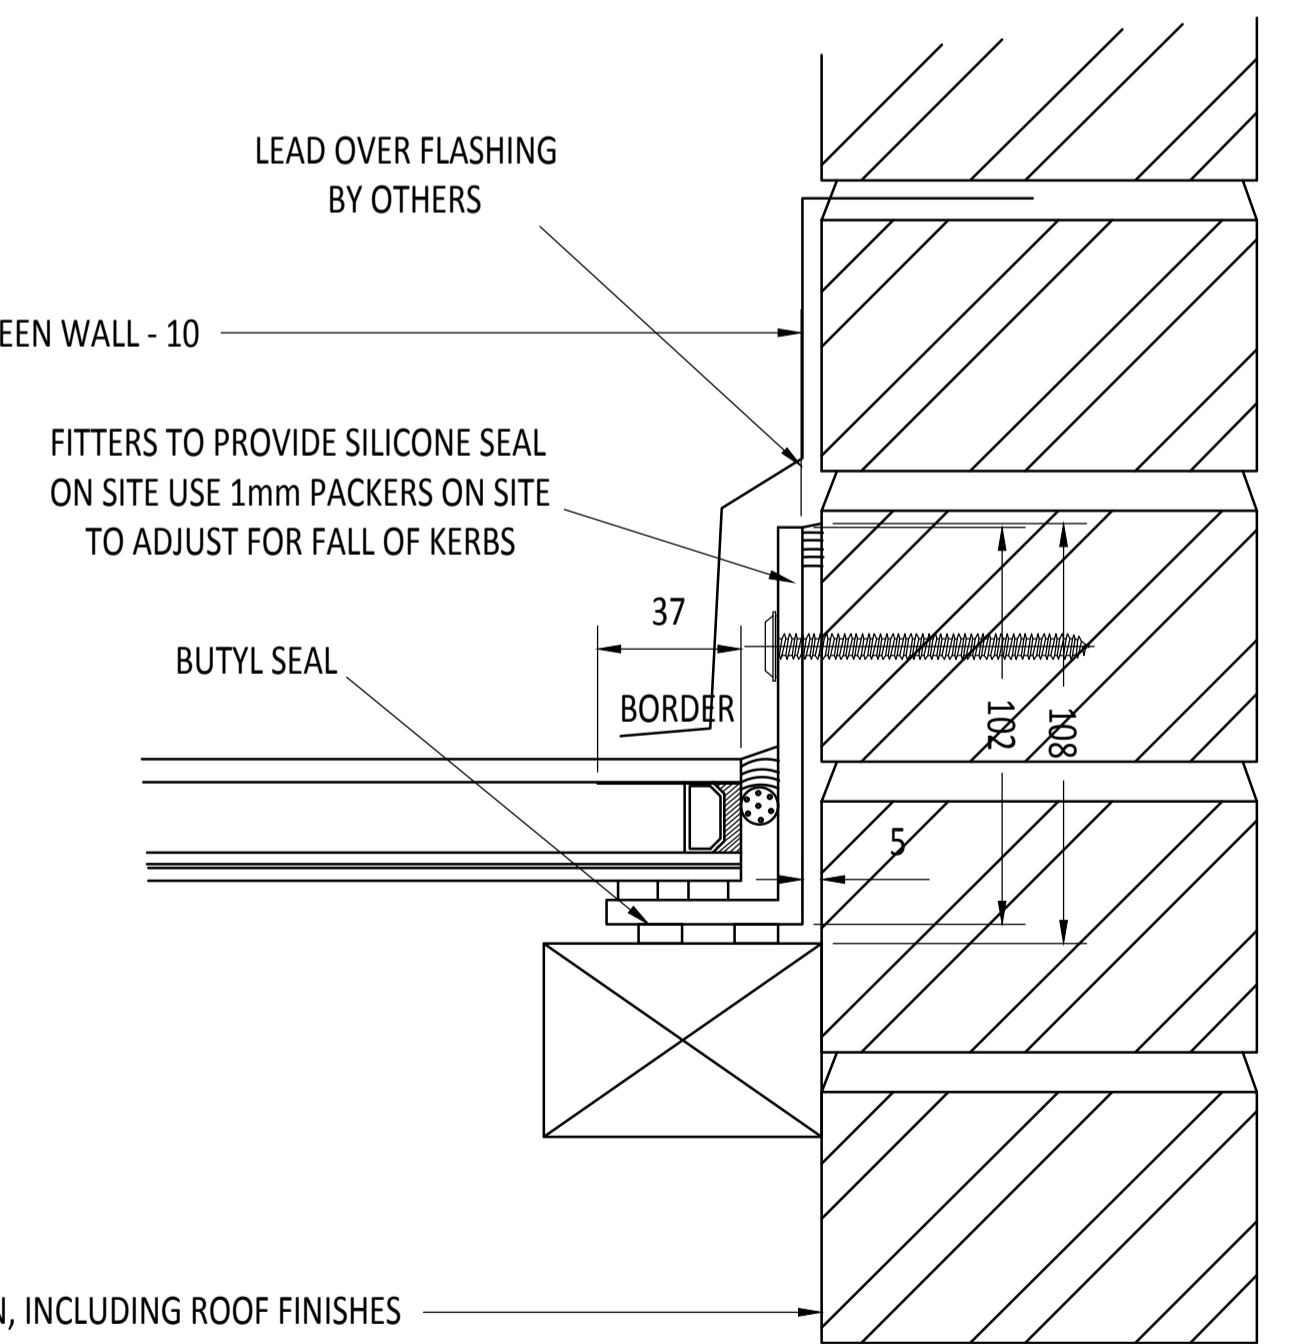 LEAD OVER FLASHING
BY OTHERS
EEN WALL - 10
FITTERS TO PROVIDE SILICONE SEAL
ON SITE USE 1mm PACKERS ON SITE
TO ADJUST FOR FALL OF KERBS
37
BUTYL SEAL
BORDER
102
108
5
N, INCLUDING ROOF FINISHES